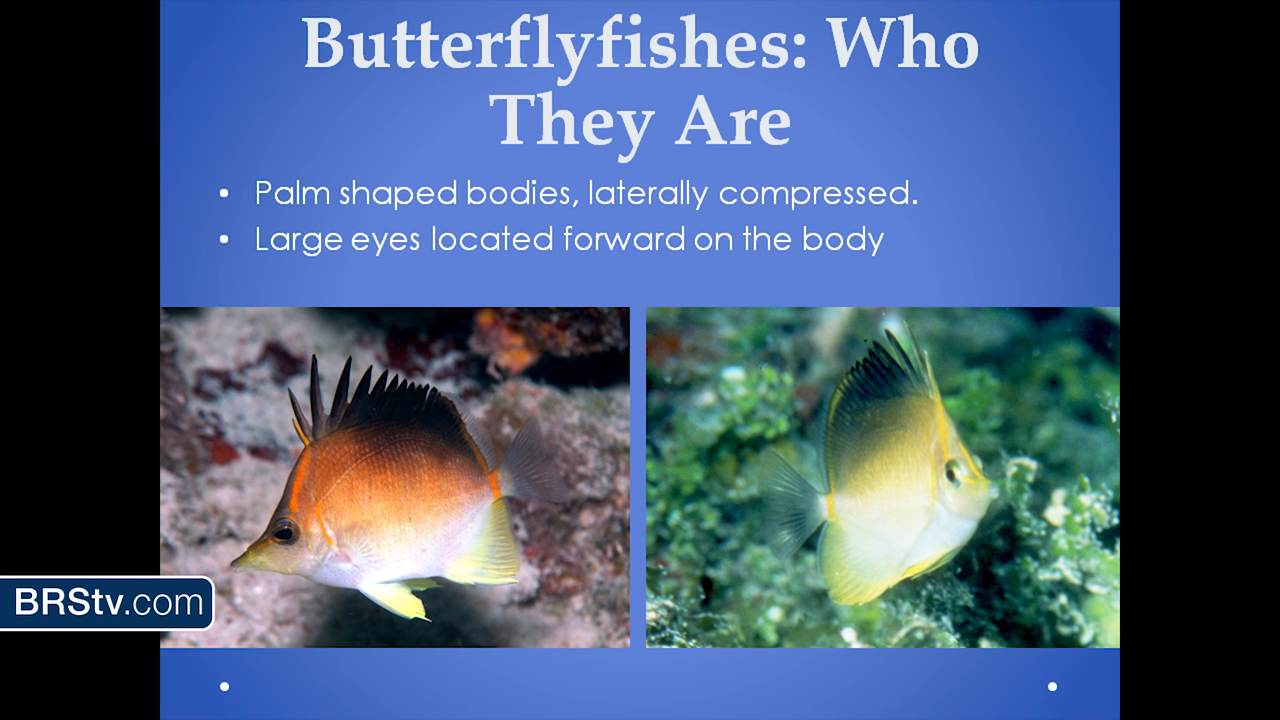 Butterflyfishes: Who
They Are
• Palm shaped bodies, laterally compressed.
• Large eyes located forward on the body
BRStv.com